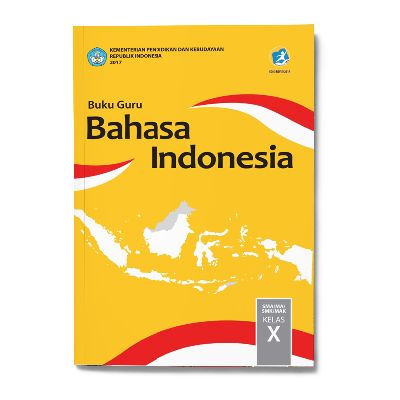 KEMENTERIAN PENDIDIKAN DAN KEBUDAYAAN
REPUBLIK INDONESIA
2017
Buku Guru
Bahasa
Indonesia
SMA/MA/
SMK/MAK
KELAS
X